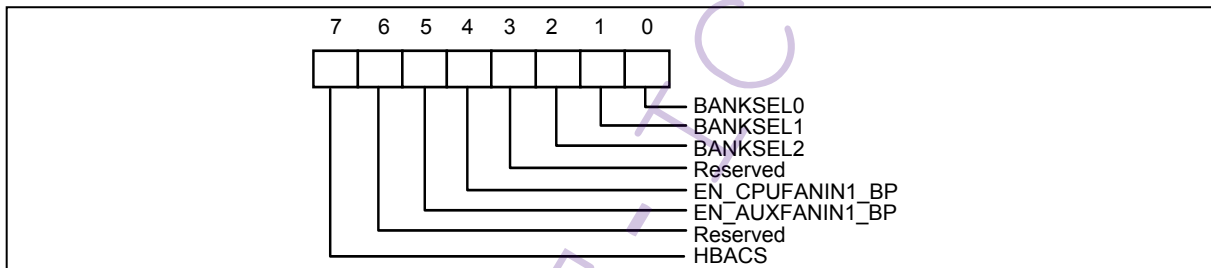 7 6 5 4 3 2 1 0
BANKSEL0
BANKSEL1
BANKSEL2
Reserved
EN_CPUFANIN1_BP
EN_AUXFANIN1_BP
Reserved
HBACS